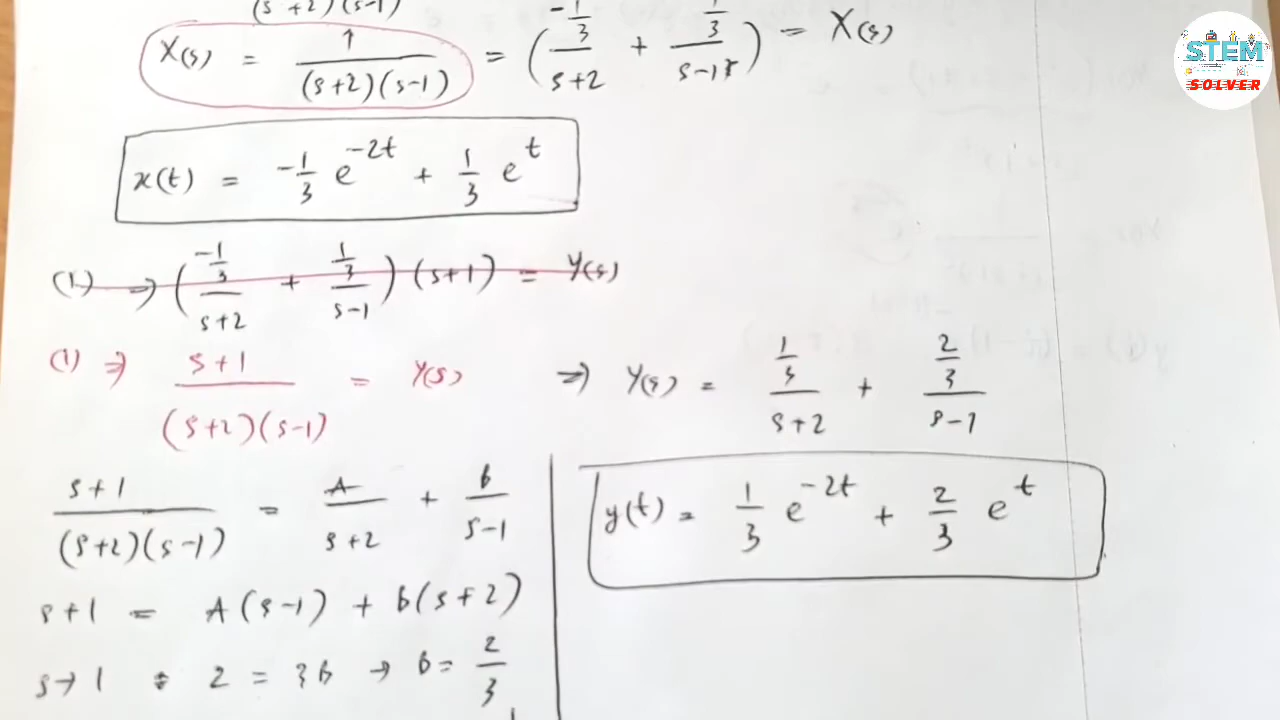 (s+2)(s-1)
X(s) = 1/((s+2)(s-1)) = ((-1/3)/(s+2) + (1/3)/(s-1)) = X(s)
STEM
SOLVER
x(t) = -1/3 e^(-2t) + 1/3 e^t
(1) ⇒ ((-1/3)/(s+2) + (1/3)/(s-1)) (s+1) = Y(s)
(1) ⇒ (s+1)/((s+2)(s-1)) = Y(s) ⇒ Y(s) = (1/3)/(s+2) + (2/3)/(s-1)
(s+1)/((s+2)(s-1)) = A/(s+2) + b/(s-1)
s+1 = A(s-1) + b(s+2)
s→1 : 2 = 3b → b = 2/3
y(t) = 1/3 e^(-2t) + 2/3 e^t